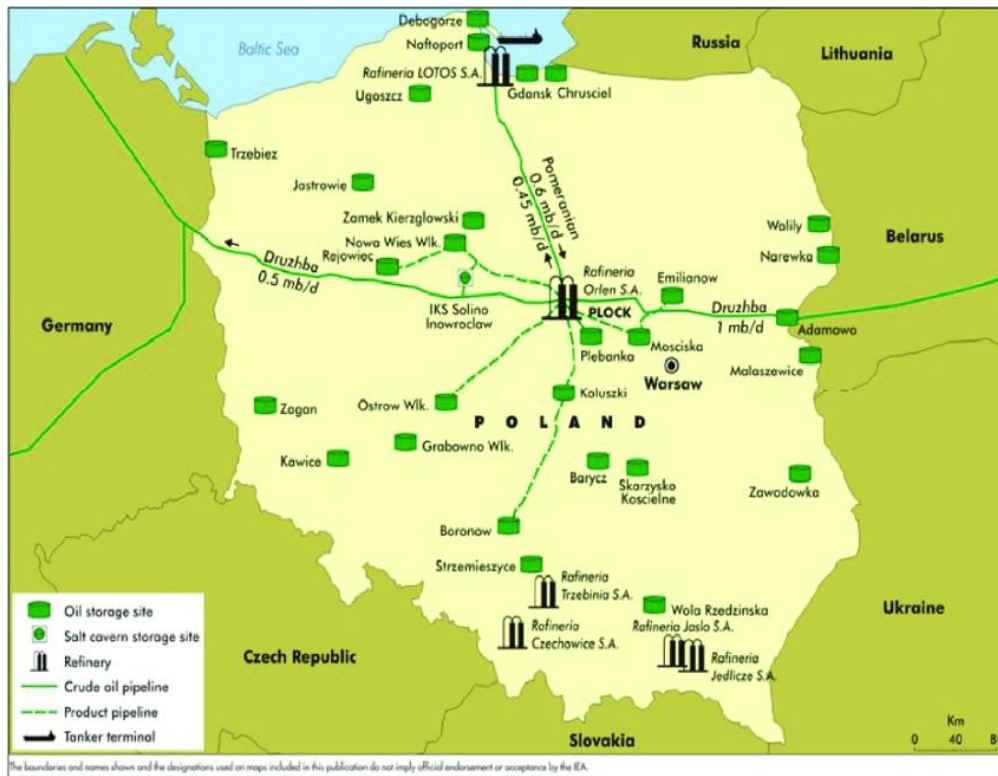 Debogorze
Baltic Sea
Naftoport
Russia
Lithuania
Rafineria LOTOS S.A.
Ugoszcz
Gdansk
Chrusciel
Trzebiez
Jastrowie
Pomeranian
0.6 mb/d
0.45 mb/d
Zamek Kierzglowski
Nowa Wies Wlk.
Rejowiec
Walily
Narewka
Belarus
Druzhba
0.5 mb/d
IKS Solino
Inowroclaw
Rafineria
Orlen S.A.
PLOCK
Emilianow
Druzhba
1 mb/d
Adamowo
Germany
Plebanka
Mosciska
Malaszewice
Warsaw
Zagan
Ostrow Wlk.
Koluszki
POLAND
Kawice
Grabowno Wlk.
Barycz
Skarzysko
Koscielne
Zawadowka
Boronow
Strzemieszyce
Rafineria
Trzebinia S.A.
Wola Rzedzinska
Rafineria Jaslo S.A.
Rafineria
Czechowice S.A.
Rafineria
Jedlicze S.A.
Ukraine
Czech Republic
Slovakia
Oil storage site
Salt cavern storage site
Refinery
Crude oil pipeline
Product pipeline
Tanker terminal
Km
0 40 80
The boundaries and names shown and the designations used on maps included in this publication do not imply official endorsement or acceptance by the IEA.